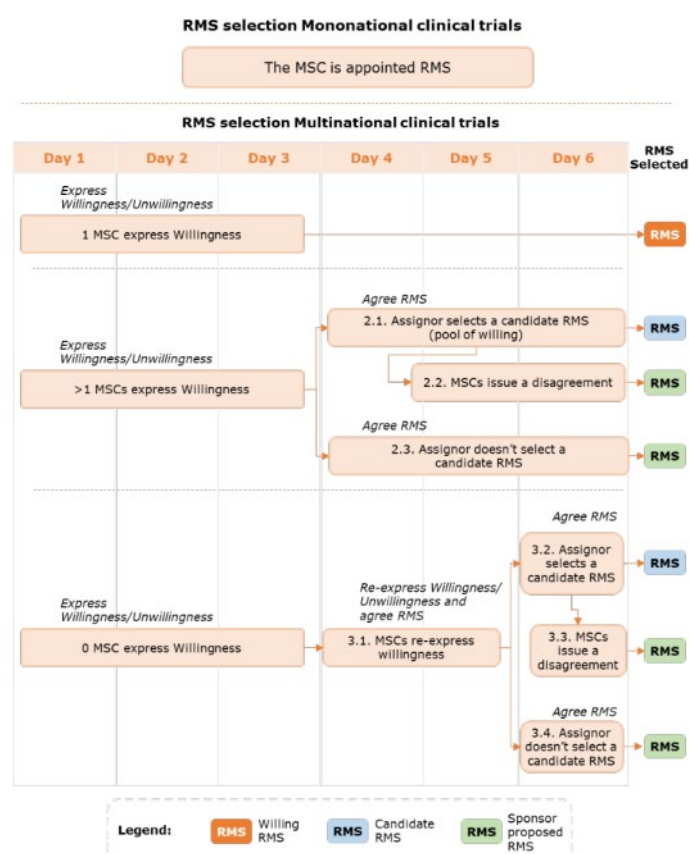 RMS selection Mononational clinical trials
The MSC is appointed RMS
RMS selection Multinational clinical trials
Day 1
Day 2
Day 3
Day 4
Day 5
Day 6
RMS
Selected
Express
Willingness/Unwillingness
1 MSC express Willingness
RMS
Agree RMS
2.1. Assignor selects a candidate RMS
(pool of willing)
RMS
Express
Willingness/Unwillingness
>1 MSCs express Willingness
2.2. MSCs issue a disagreement
RMS
Agree RMS
2.3. Assignor doesn't select a
candidate RMS
RMS
Agree RMS
3.2. Assignor
selects a
candidate RMS
RMS
Re-express Willingness/
Unwillingness and
agree RMS
Express
Willingness/Unwillingness
0 MSC express Willingness
3.1. MSCs re-express
willingness
3.3. MSCs
issue a
disagreement
RMS
Agree RMS
3.4. Assignor
doesn't select a
candidate RMS
RMS
Legend:
RMS
Willing
RMS
RMS
Candidate
RMS
RMS
Sponsor
proposed
RMS